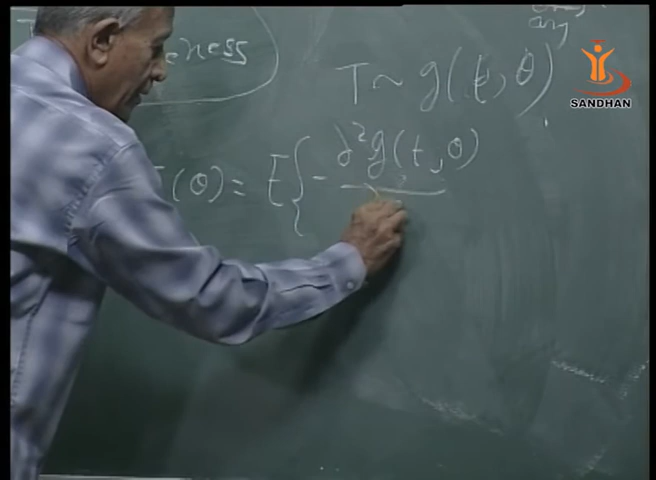 eness
T ~ g(t, θ)
SANDHAN
I(θ) = E{ - ∂²g(t, θ)